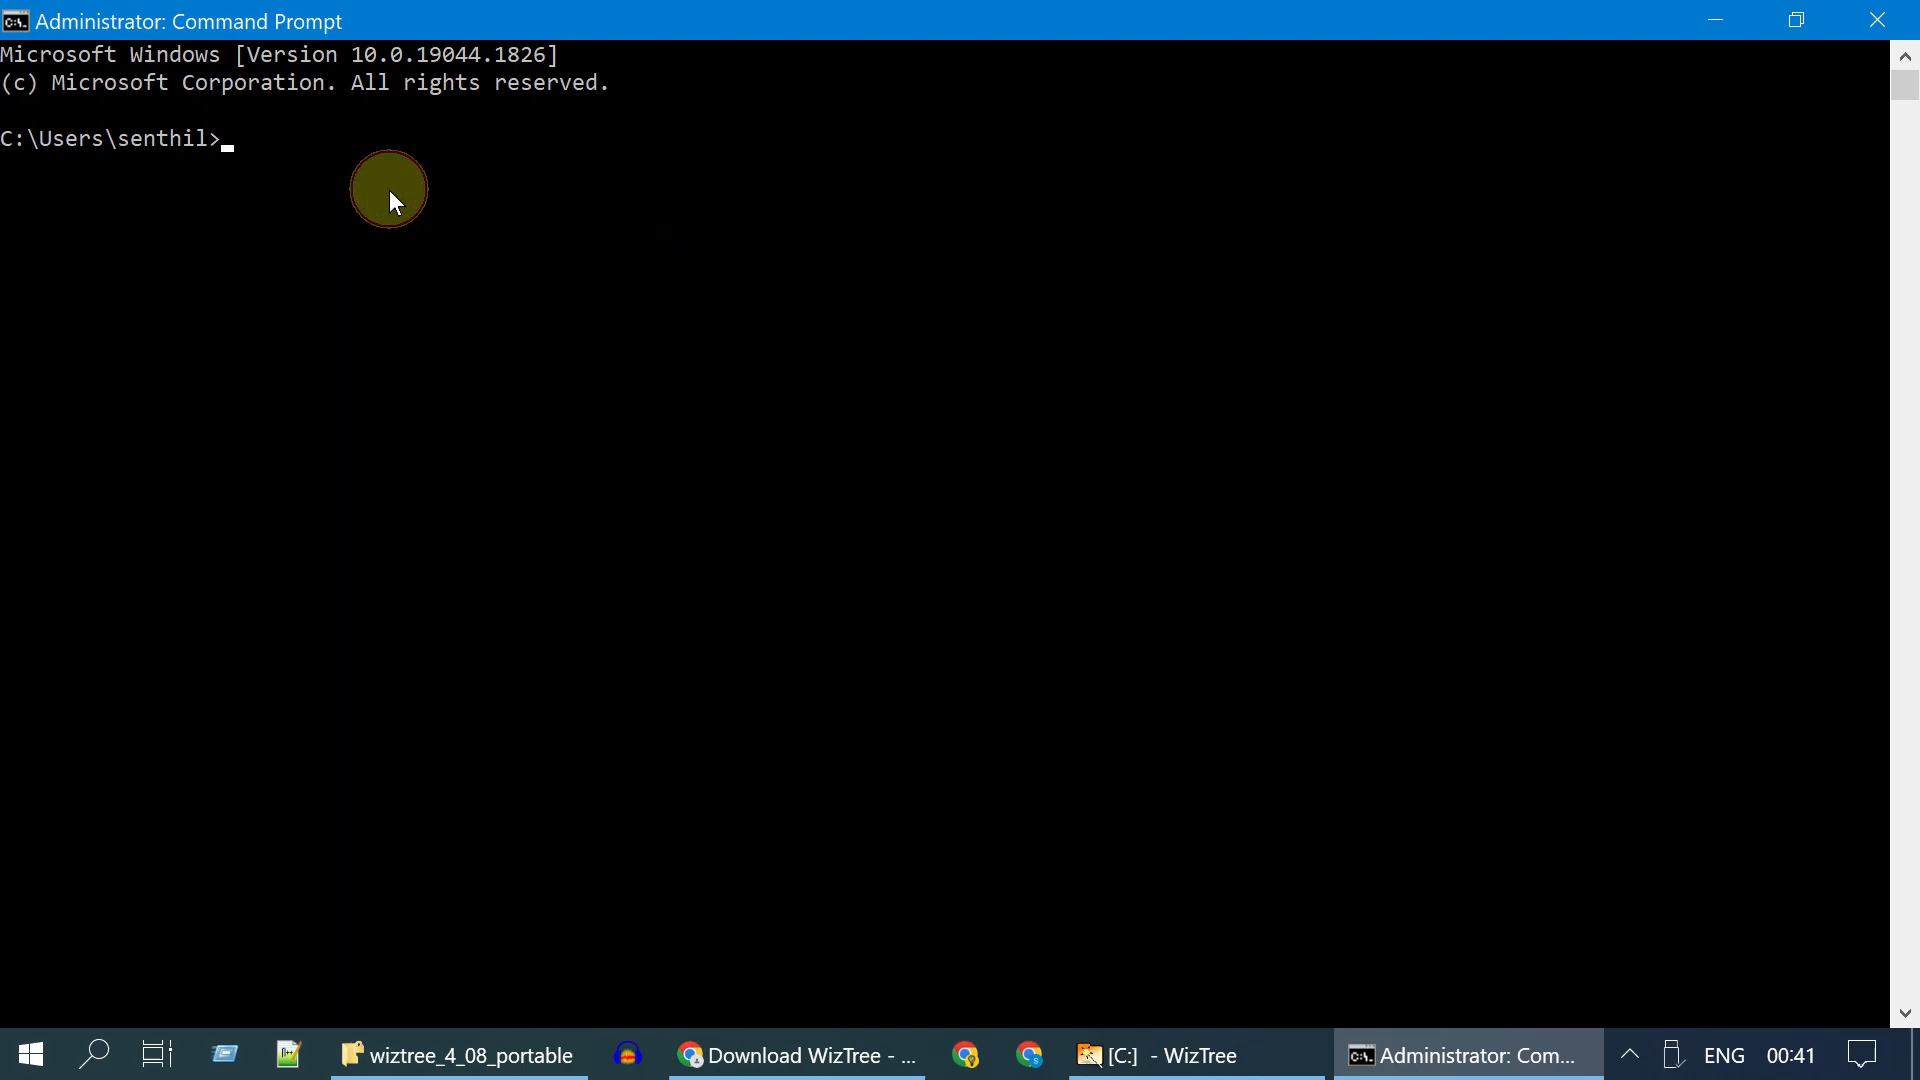 Administrator: Command Prompt
Microsoft Windows [Version 10.0.19044.1826]
(c) Microsoft Corporation. All rights reserved.
C:\Users\senthil>
wiztree_4_08_portable
Download WizTree - ...
[C:]  - WizTree
Administrator: Com...
ENG
00:41